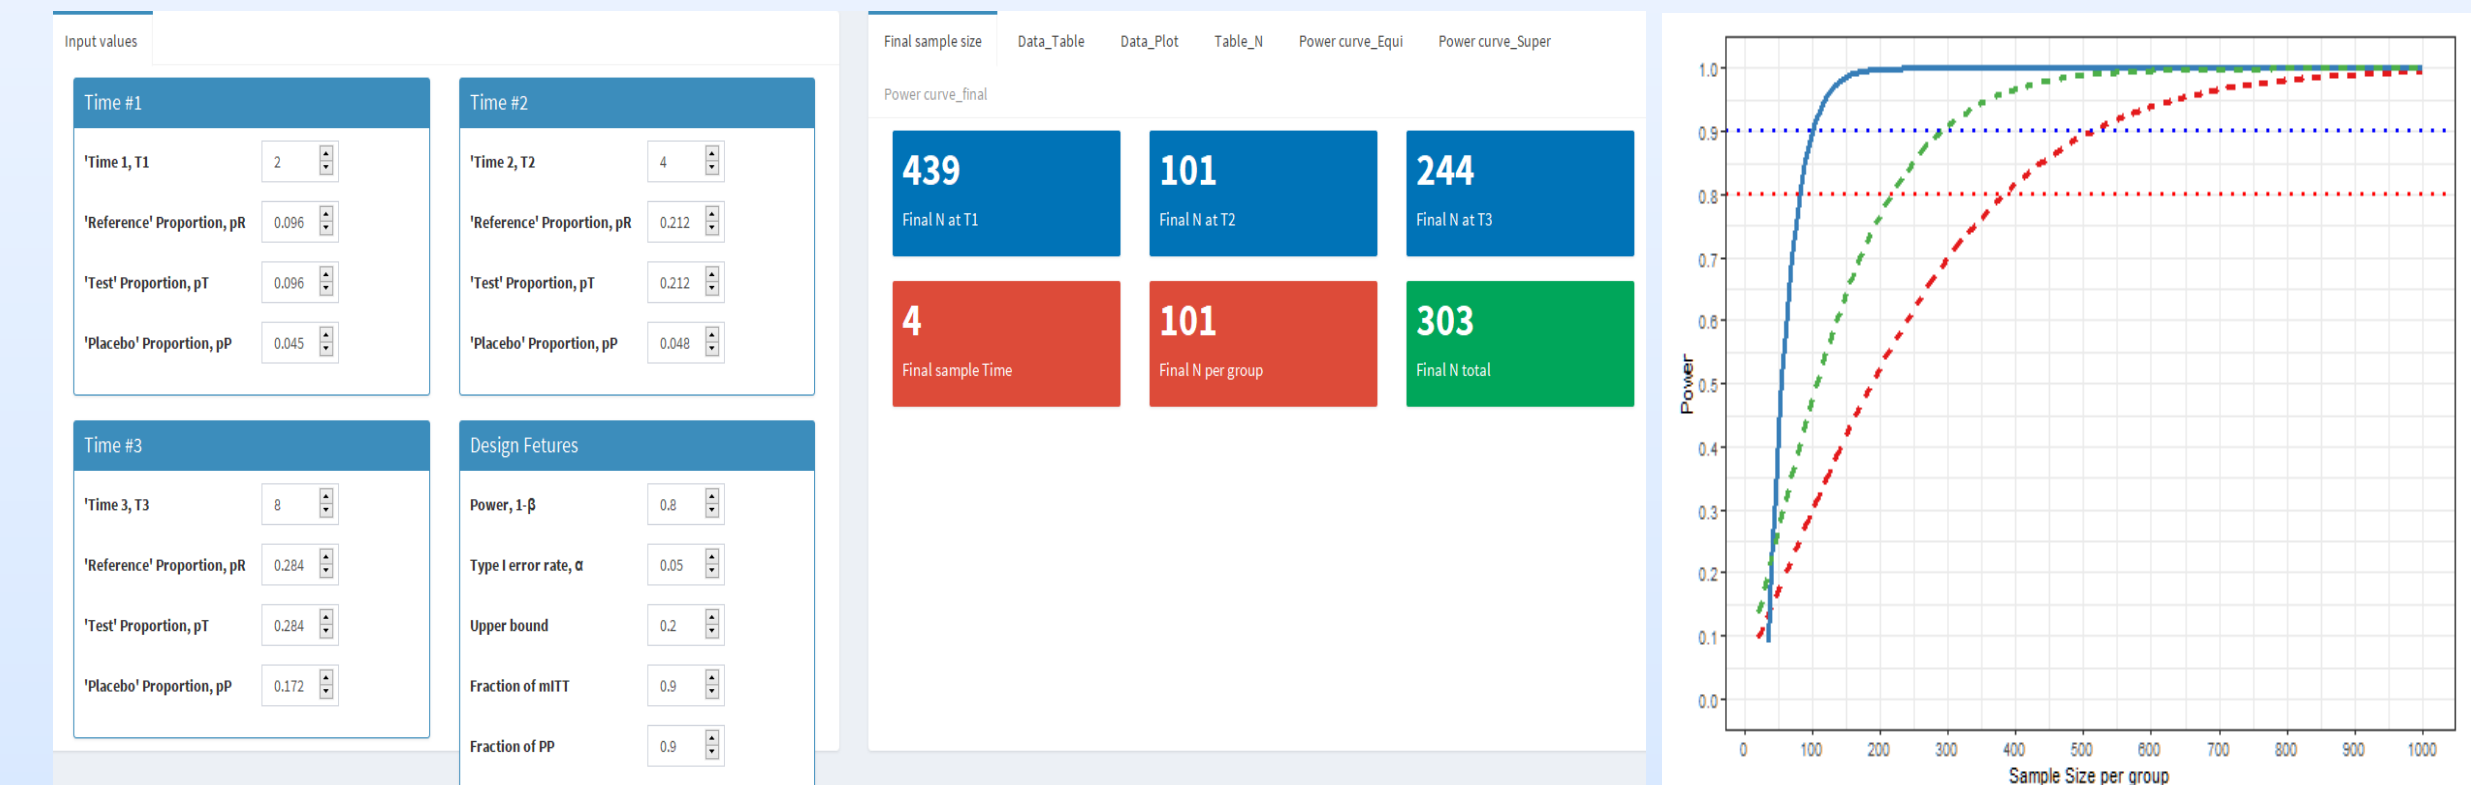 Input values
Time #1
'Time 1, T1 2
'Reference' Proportion, pR 0.096
'Test' Proportion, pT 0.096
'Placebo' Proportion, pP 0.045
Time #2
'Time 2, T2 4
'Reference' Proportion, pR 0.212
'Test' Proportion, pT 0.212
'Placebo' Proportion, pP 0.048
Time #3
'Time 3, T3 8
'Reference' Proportion, pR 0.284
'Test' Proportion, pT 0.284
'Placebo' Proportion, pP 0.172
Design Fetures
Power, 1-β 0.8
Type I error rate, α 0.05
Upper bound 0.2
Fraction of mITT 0.9
Fraction of PP 0.9
Final sample size Data_Table Data_Plot Table_N Power curve_Equi Power curve_Super
Power curve_final
439
Final N at T1
101
Final N at T2
244
Final N at T3
4
Final sample Time
101
Final N per group
303
Final N total
Power
1.0
0.9
0.8
0.7
0.6
0.5
0.4
0.3
0.2
0.1
0.0
0 100 200 300 400 500 600 700 800 900 1000
Sample Size per group